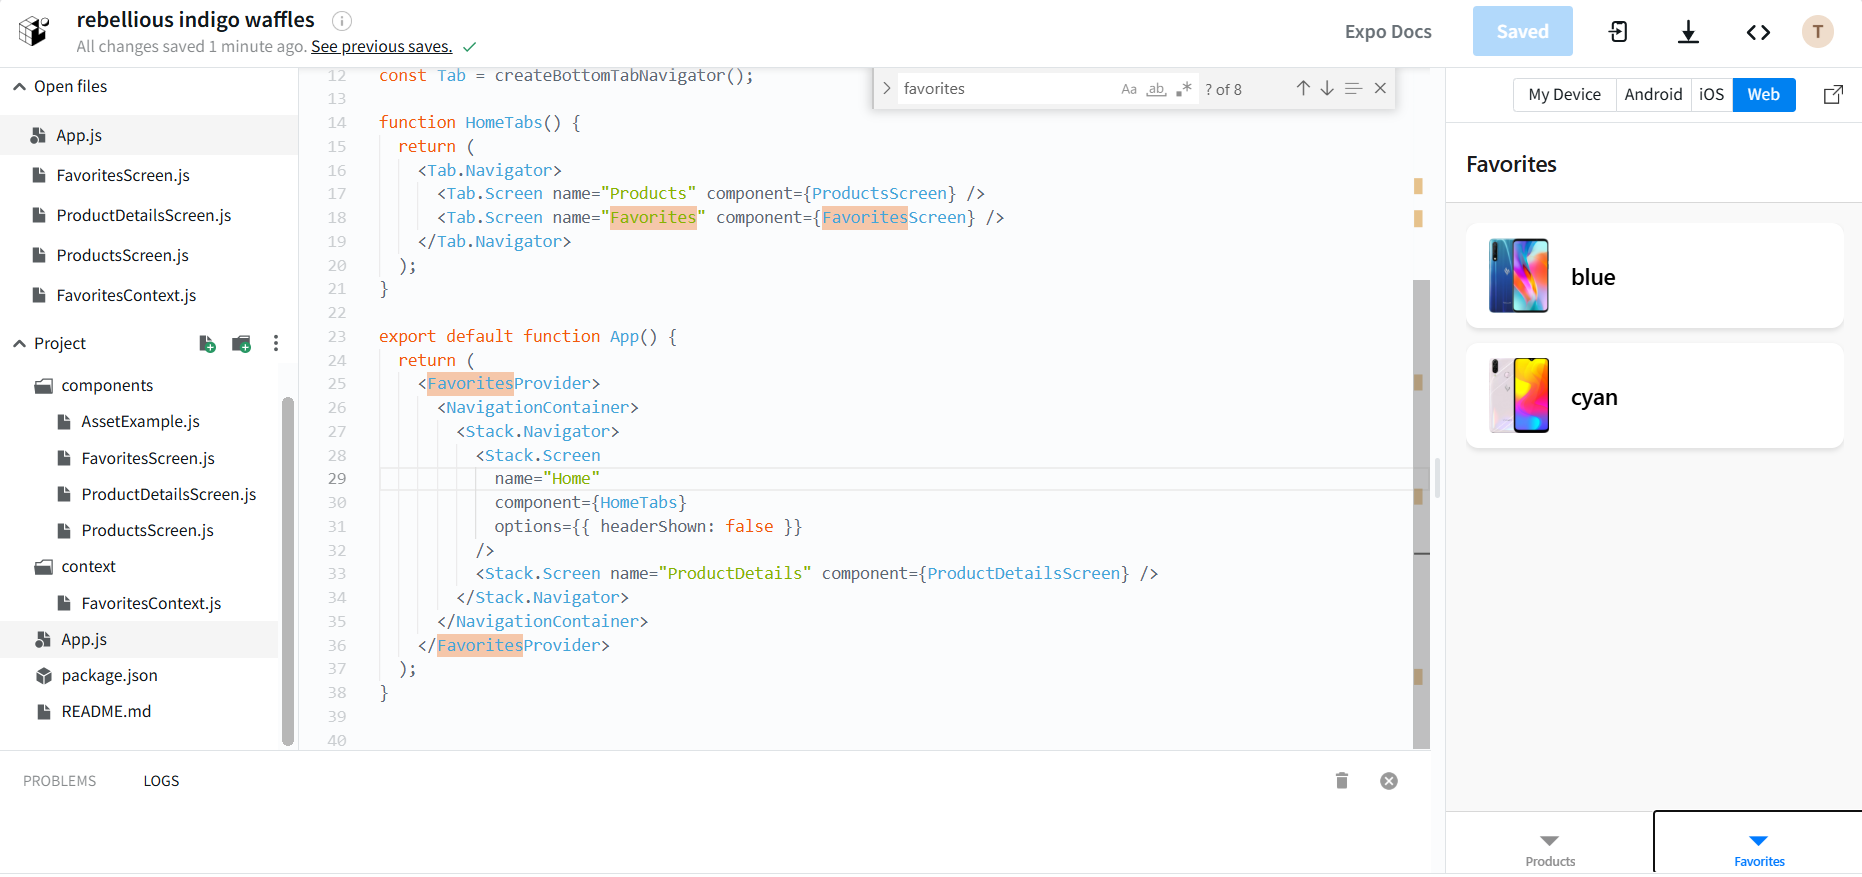 rebellious indigo waffles
All changes saved 1 minute ago. See previous saves.
Expo Docs
Saved
T
Open files
App.js
FavoritesScreen.js
ProductDetailsScreen.js
ProductsScreen.js
FavoritesContext.js
Project
components
AssetExample.js
FavoritesScreen.js
ProductDetailsScreen.js
ProductsScreen.js
context
FavoritesContext.js
App.js
package.json
README.md
favorites Aa ab .* ? of 8
12 const Tab = createBottomTabNavigator();
13
14 function HomeTabs() {
15 return (
16 <Tab.Navigator>
17 <Tab.Screen name="Products" component={ProductsScreen} />
18 <Tab.Screen name="Favorites" component={FavoritesScreen} />
19 </Tab.Navigator>
20 );
21 }
22
23 export default function App() {
24 return (
25 <FavoritesProvider>
26 <NavigationContainer>
27 <Stack.Navigator>
28 <Stack.Screen
29 name="Home"
30 component={HomeTabs}
31 options={{ headerShown: false }}
32 />
33 <Stack.Screen name="ProductDetails" component={ProductDetailsScreen} />
34 </Stack.Navigator>
35 </NavigationContainer>
36 </FavoritesProvider>
37 );
38 }
39
40
PROBLEMS LOGS
My Device Android iOS Web
Favorites
blue
cyan
Products Favorites